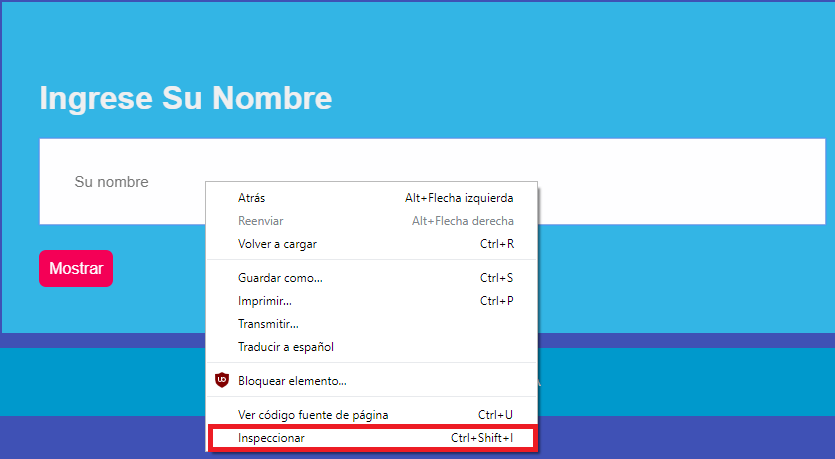 Ingrese Su Nombre
Su nombre
Mostrar
Atrás Alt+Flecha izquierda
Reenviar Alt+Flecha derecha
Volver a cargar Ctrl+R
Guardar como... Ctrl+S
Imprimir... Ctrl+P
Transmitir...
Traducir a español
Bloquear elemento...
Ver código fuente de página Ctrl+U
Inspeccionar Ctrl+Shift+I